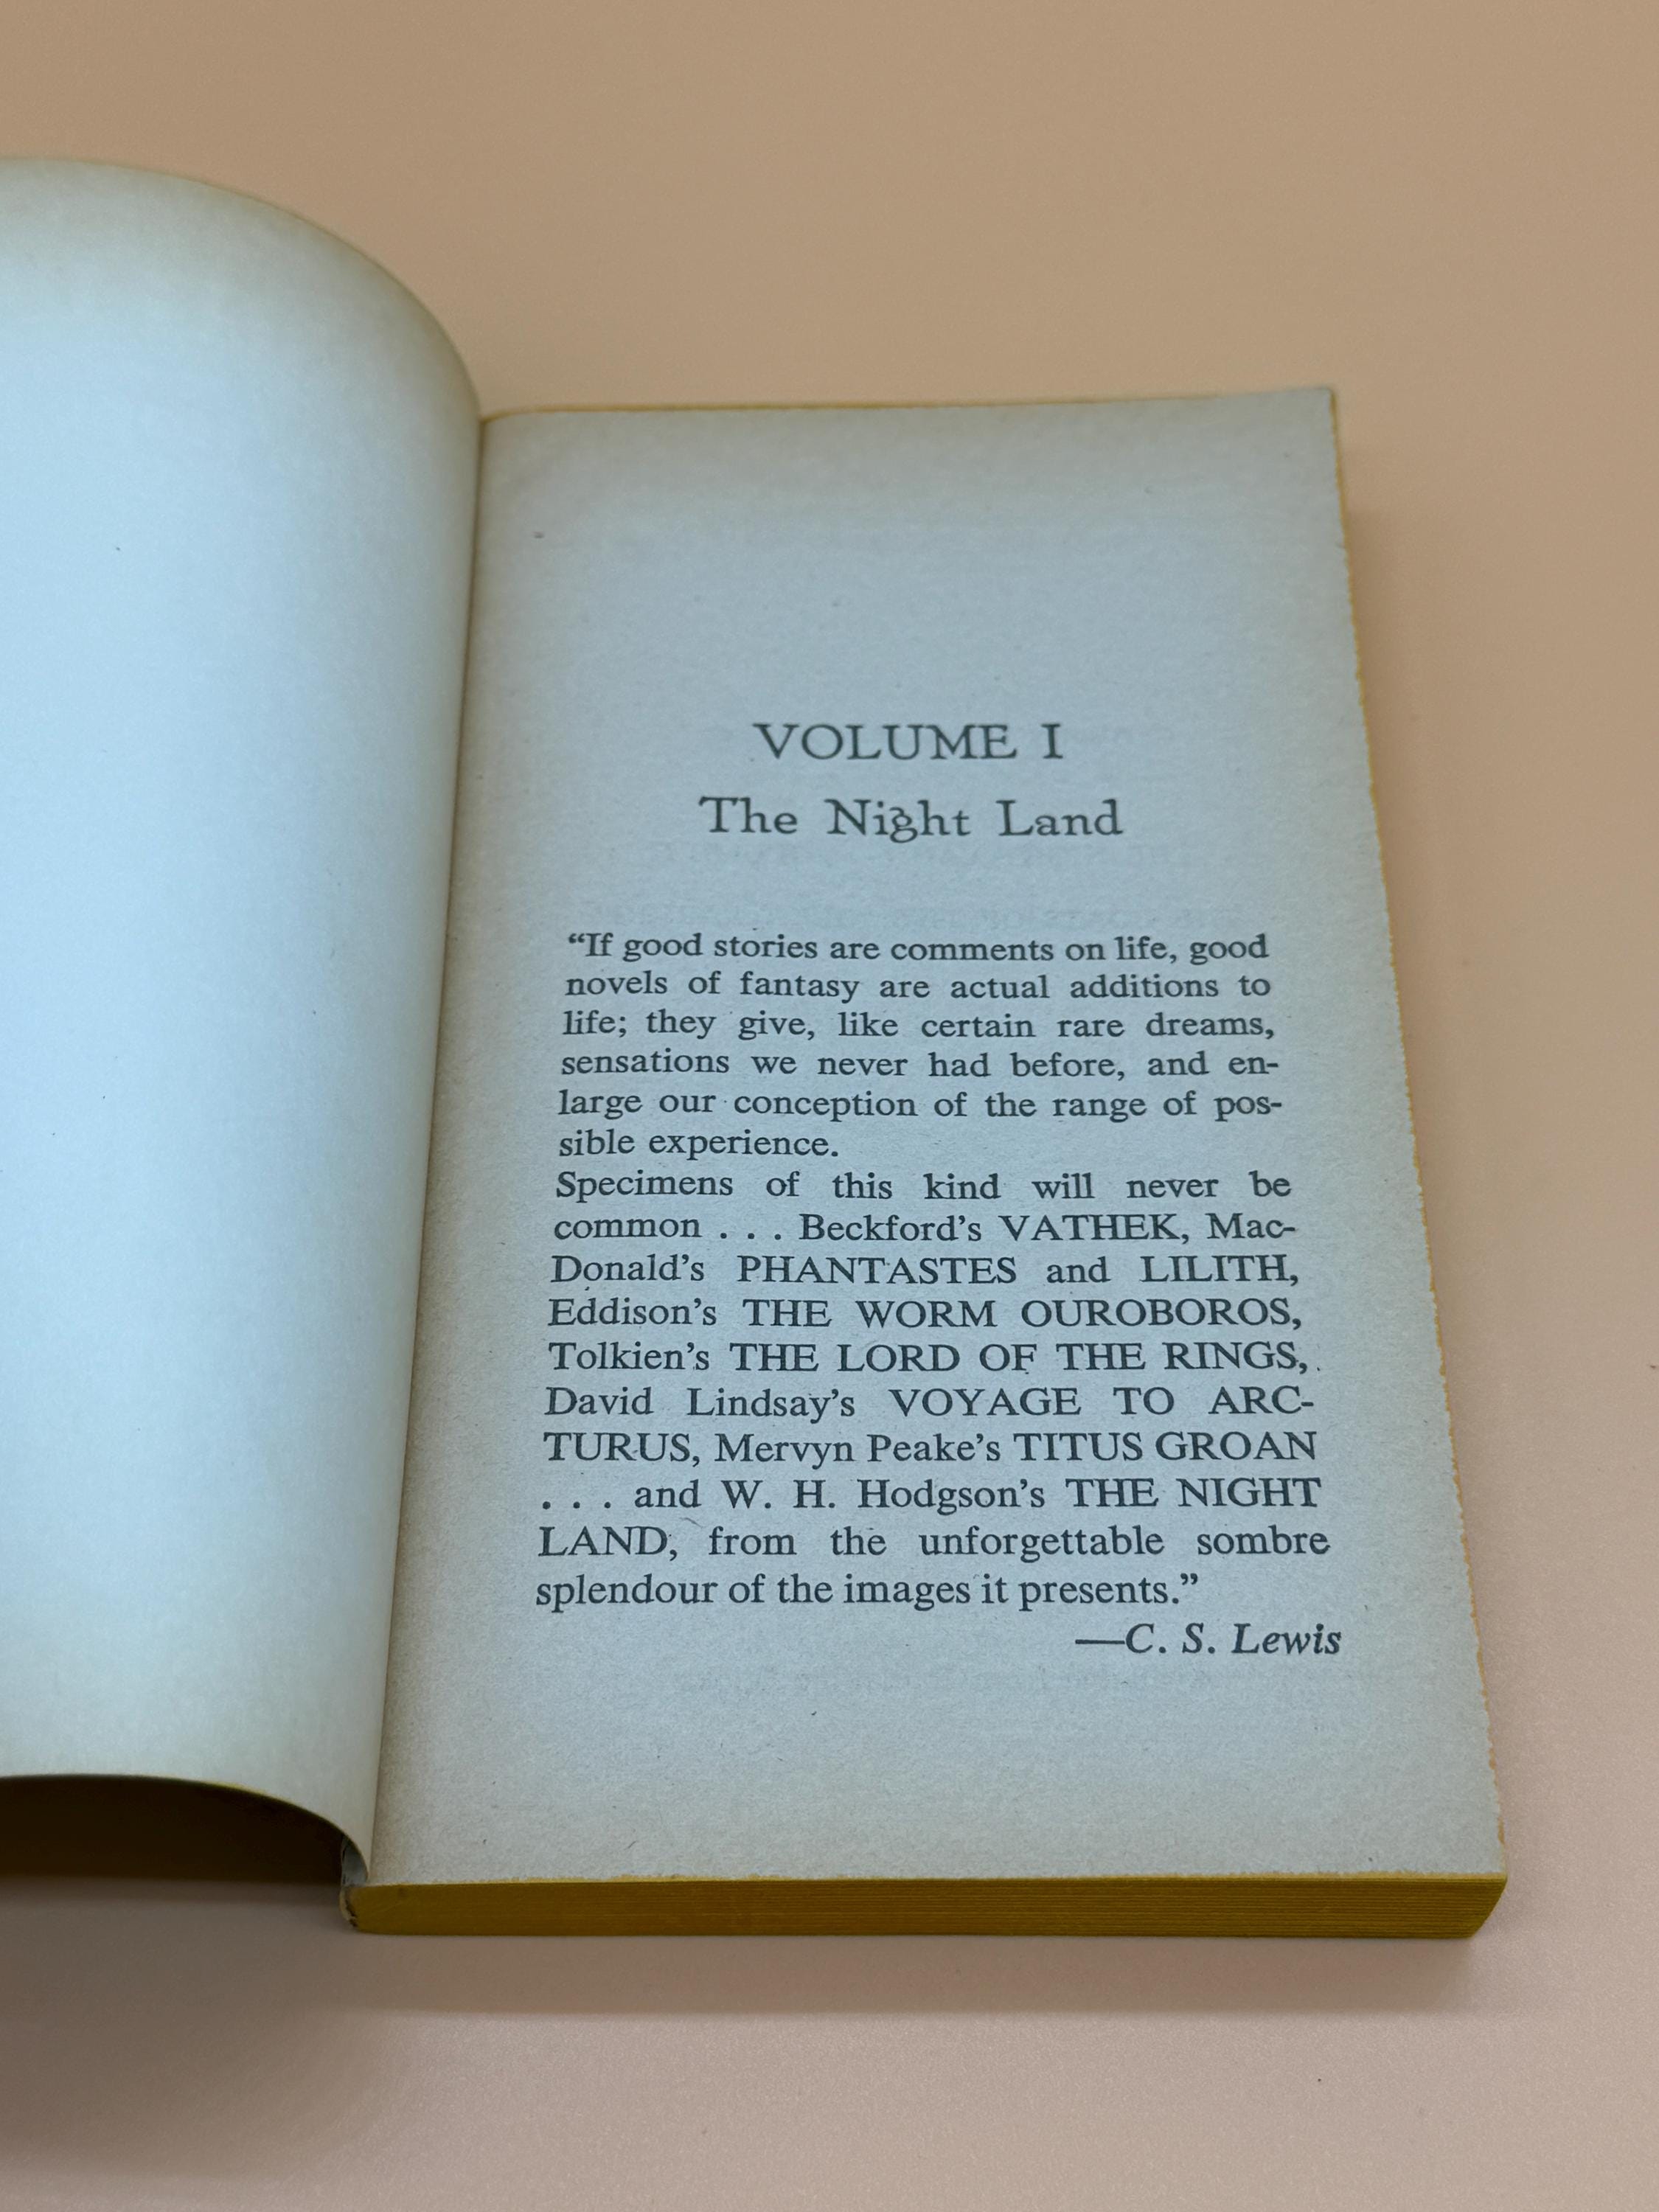 VOLUME I
The Night Land
“If good stories are comments on life, good
novels of fantasy are actual additions to
life; they give, like certain rare dreams,
sensations we never had before, and en-
large our conception of the range of pos-
sible experience.
Specimens of this kind will never be
common . . . Beckford’s VATHEK, Mac-
Donald’s PHANTASTES and LILITH,
Eddison’s THE WORM OUROBOROS,
Tolkien’s THE LORD OF THE RINGS,
David Lindsay’s VOYAGE TO ARC-
TURUS, Mervyn Peake’s TITUS GROAN
. . . and W. H. Hodgson’s THE NIGHT
LAND, from the unforgettable sombre
splendour of the images it presents.”
—C. S. Lewis